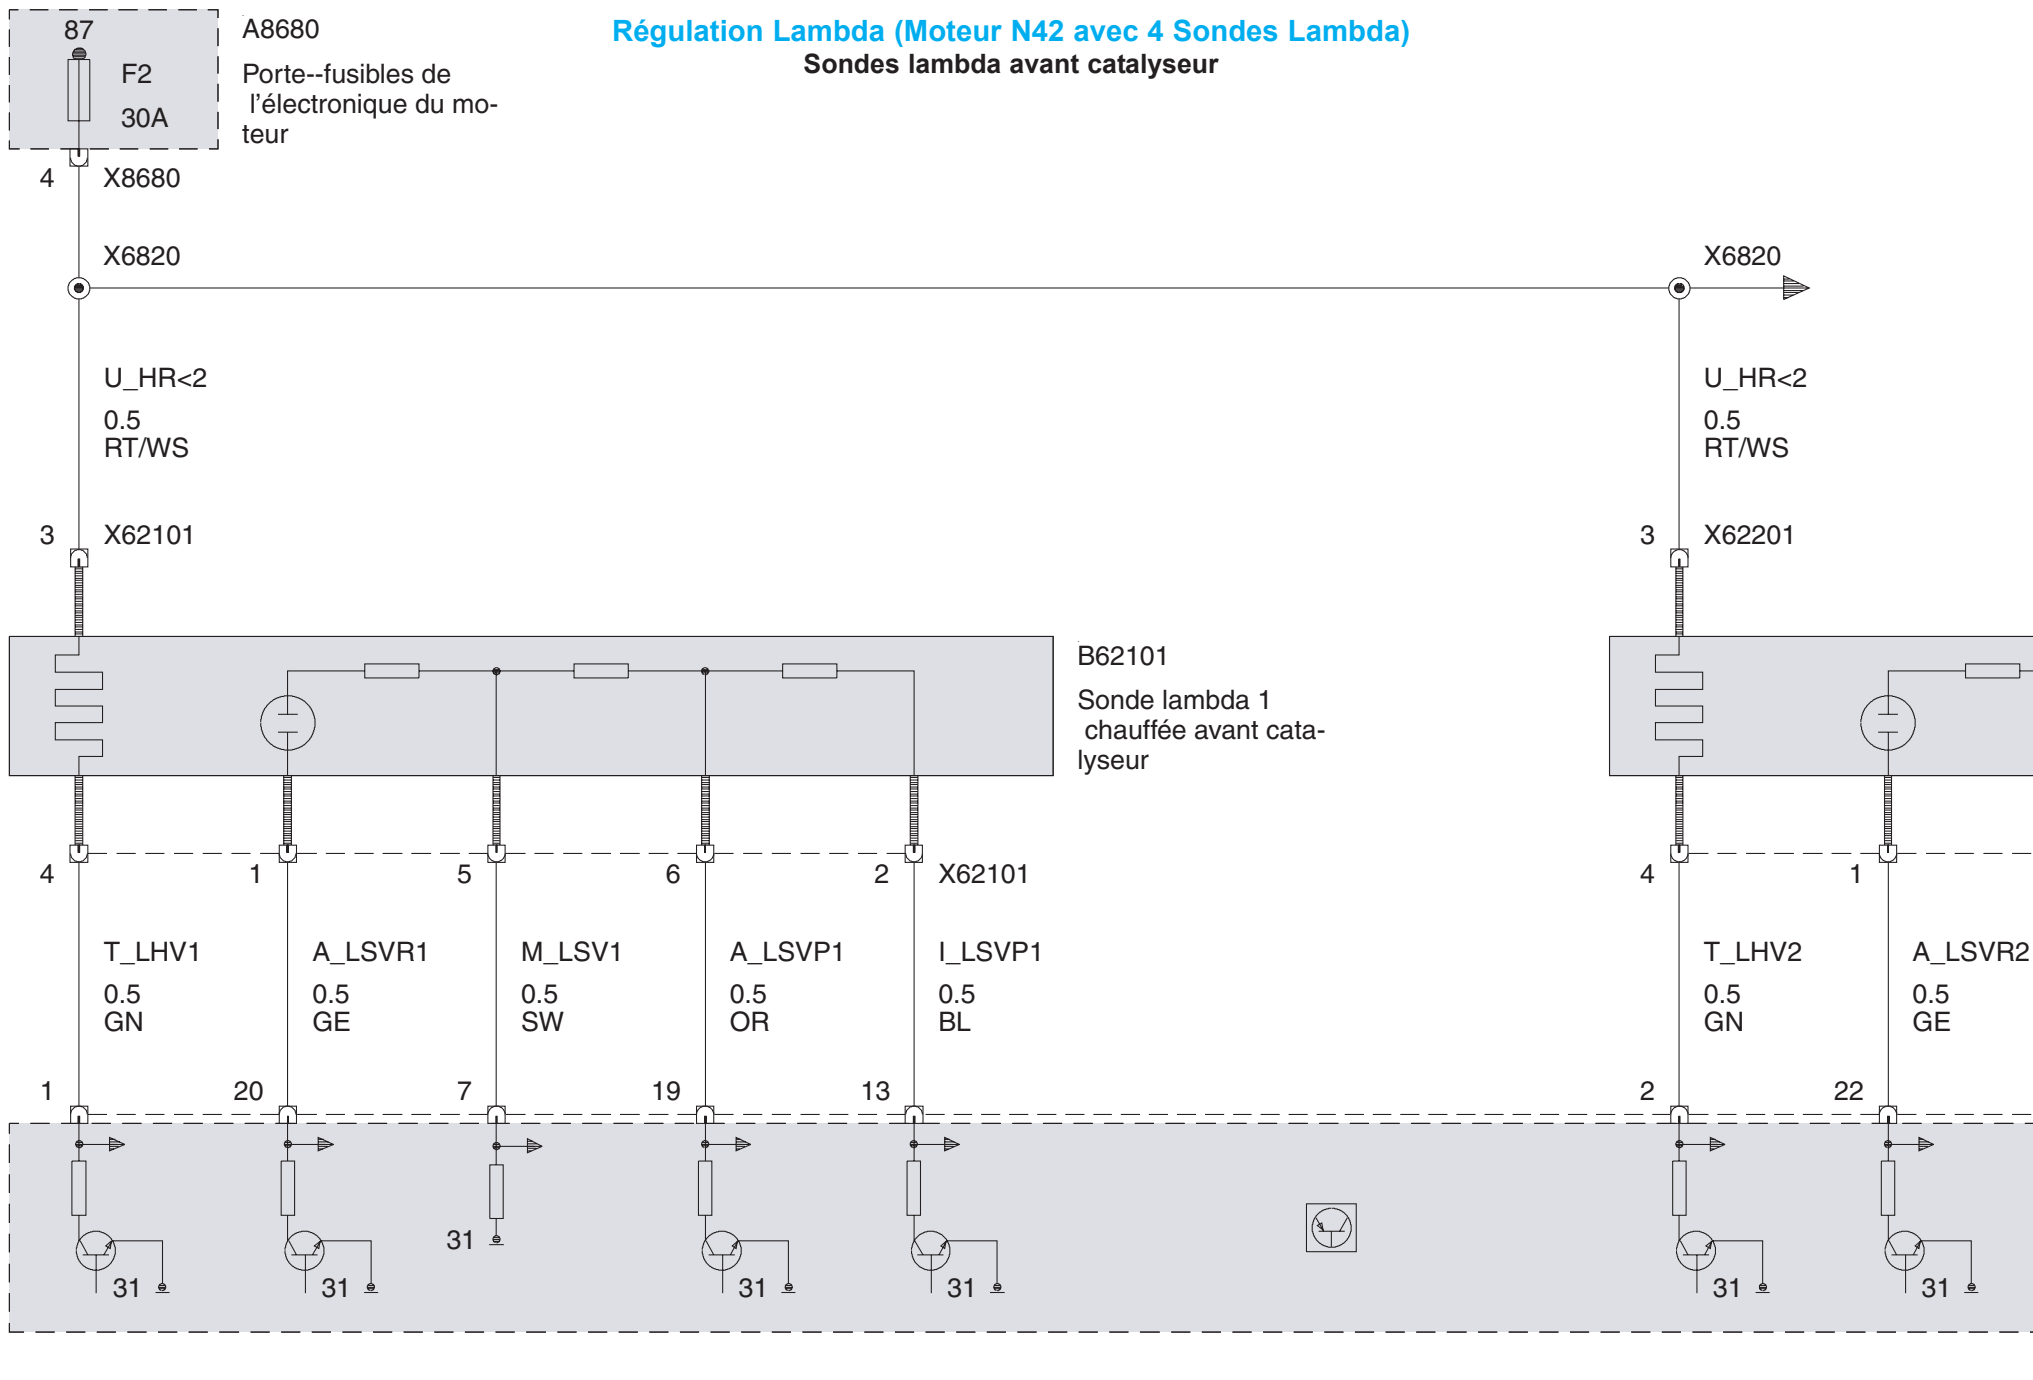 Régulation Lambda (Moteur N42 avec 4 Sondes Lambda)
Sondes lambda avant catalyseur
87
F2
30A
A8680
Porte--fusibles de
l'électronique du mo-
teur
4 X8680
X6820
X6820
U_HR<2
0.5
RT/WS
U_HR<2
0.5
RT/WS
3 X62101
3 X62201
B62101
Sonde lambda 1
chauffée avant cata-
lyseur
4 1 5 6 2 X62101
4 1
T_LHV1 A_LSVR1 M_LSV1 A_LSVP1 I_LSVP1 T_LHV2 A_LSVR2
0.5 0.5 0.5 0.5 0.5 0.5 0.5
GN GE SW OR BL GN GE
1 20 7 19 13 2 22
31
31 31 31 31 31 31